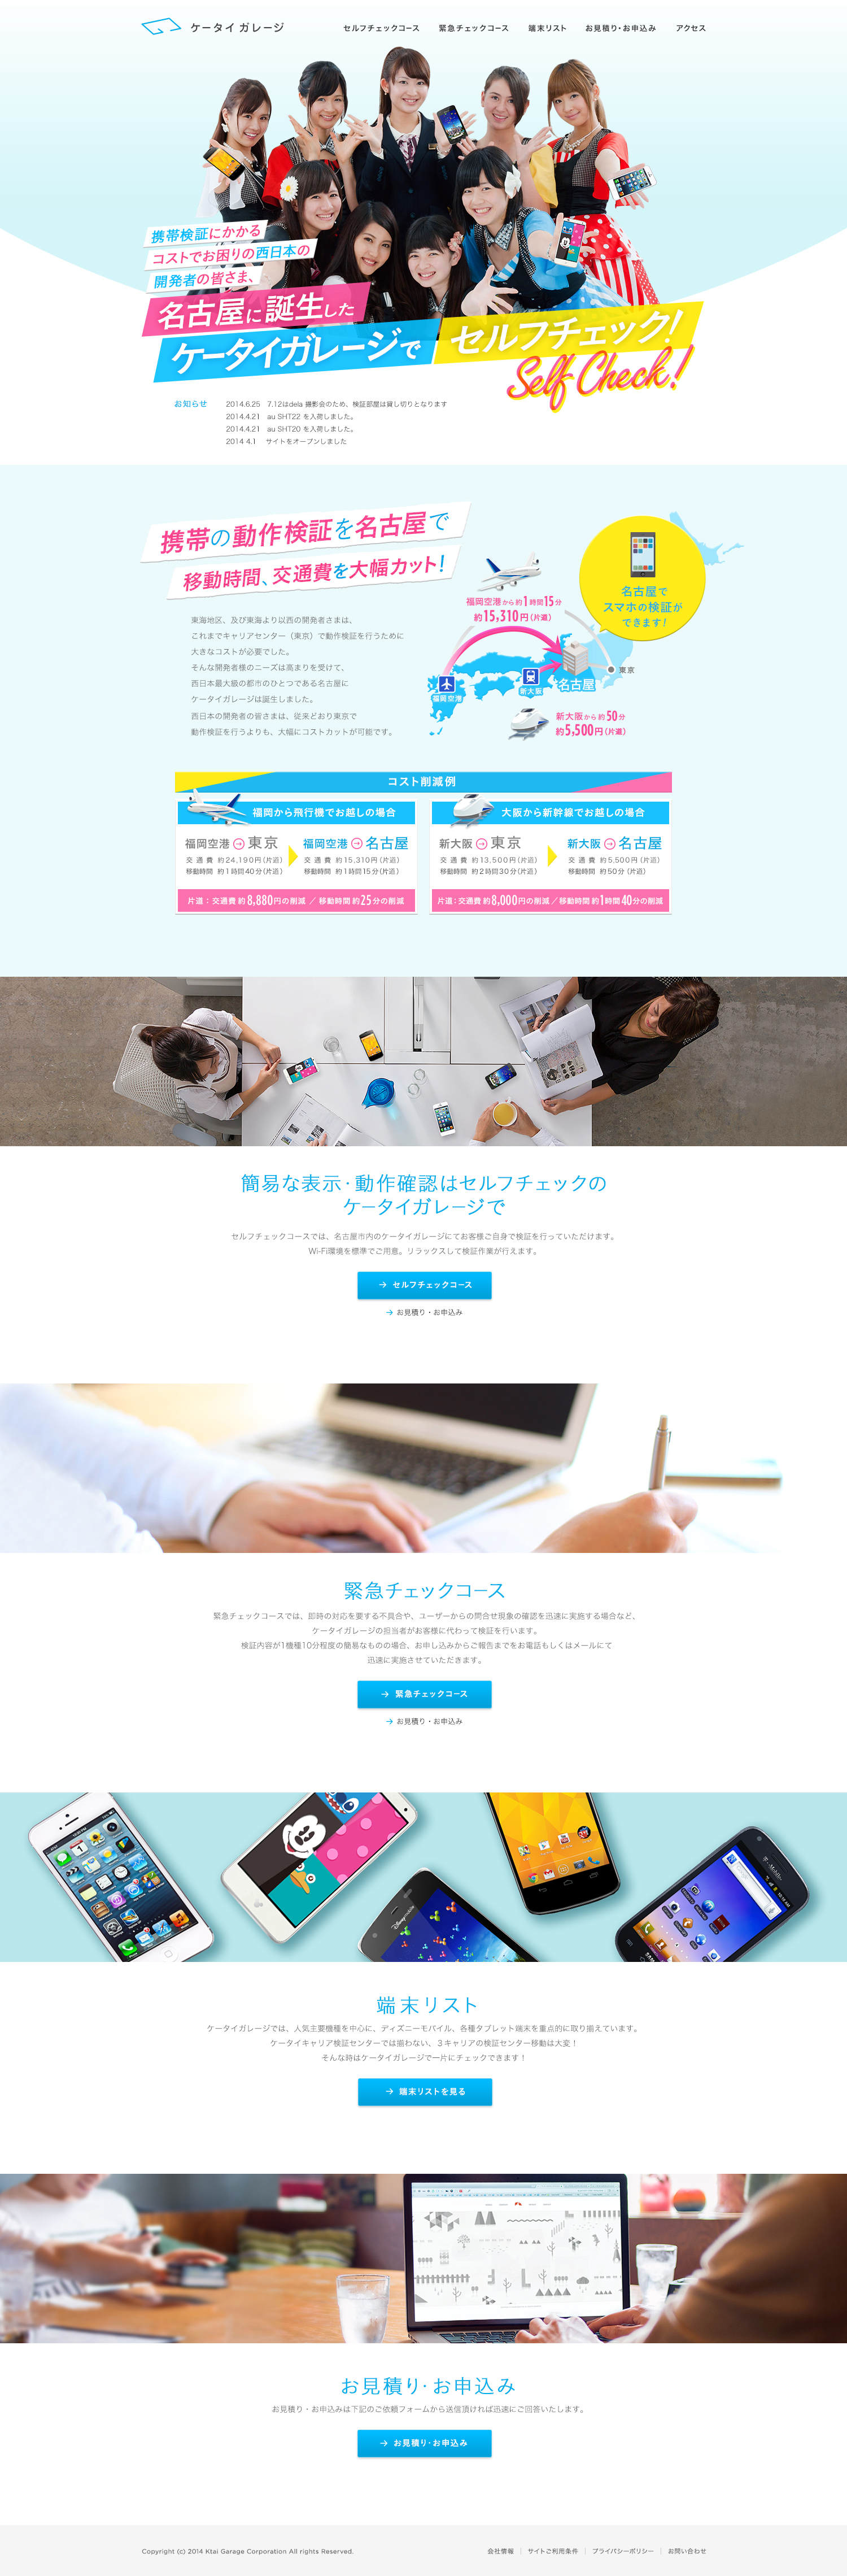 ケータイ ガレージ
セルフチェックコース
緊急チェックコース
端末リスト
お見積り・お申込み
アクセス
携帯検証にかかる
コストでお困りの西日本の
開発者の皆さま、
名古屋に誕生した
ケータイガレージで
セルフチェック!
Self Check!
お知らせ
2014.6.25 7.12はdela 撮影会のため、検証部屋は貸し切りとなります
2014.4.21 au SHT22 を入荷しました。
2014.4.21 au SHT20 を入荷しました。
2014 4.1 サイトをオープンしました
携帯の動作検証を名古屋で
移動時間、交通費を大幅カット!
東海地区、及び東海より以西の開発者さまは、
これまでキャリアセンター（東京）で動作検証を行うために
大きなコストが必要でした。
そんな開発者様のニーズは高まりを受けて、
西日本最大級の都市のひとつである名古屋に
ケータイガレージは誕生しました。
西日本の開発者の皆さまは、従来どおり東京で
動作検証を行うよりも、大幅にコストカットが可能です。
名古屋で
スマホの検証が
できます!
福岡空港から約1時間15分
約15,310円(片道)
東京
名古屋
新大阪
福岡空港
新大阪から約50分
約5,500円(片道)
コスト削減例
福岡から飛行機でお越しの場合
福岡空港→東京
交通費 約24,190円(片道)
移動時間 約1時間40分(片道)
福岡空港→名古屋
交通費 約15,310円(片道)
移動時間 約1時間15分(片道)
片道：交通費 約8,880円の削減 ／ 移動時間 約25分の削減
大阪から新幹線でお越しの場合
新大阪→東京
交通費 約13,500円(片道)
移動時間 約2時間30分(片道)
新大阪→名古屋
交通費 約5,500円(片道)
移動時間 約50分(片道)
片道：交通費 約8,000円の削減／移動時間 約1時間40分の削減
簡易な表示・動作確認はセルフチェックの
ケータイガレージで
セルフチェックコースでは、名古屋市内のケータイガレージにてお客様ご自身で検証を行っていただけます。
Wi-Fi環境を標準でご用意。リラックスして検証作業が行えます。
→ セルフチェックコース
→ お見積り・お申込み
緊急チェックコース
緊急チェックコースでは、即時の対応を要する不具合や、ユーザーからの問合せ現象の確認を迅速に実施する場合など、
ケータイガレージの担当者がお客様に代わって検証を行います。
検証内容が1機種10分程度の簡易なものの場合、お申し込みからご報告までをお電話もしくはメールにて
迅速に実施させていただきます。
→ 緊急チェックコース
→ お見積り・お申込み
端末リスト
ケータイガレージでは、人気主要機種を中心に、ディズニーモバイル、各種タブレット端末を重点的に取り揃えています。
ケータイキャリア検証センターでは揃わない、３キャリアの検証センター移動は大変！
そんな時はケータイガレージで一片にチェックできます！
→ 端末リストを見る
お見積り・お申込み
お見積り・お申込みは下記のご依頼フォームから送信頂ければ迅速にご回答いたします。
→ お見積り・お申込み
Copyright (c) 2014 Ktai Garage Corporation All rights Reserved.
会社情報
サイトご利用条件
プライバシーポリシー
お問い合わせ